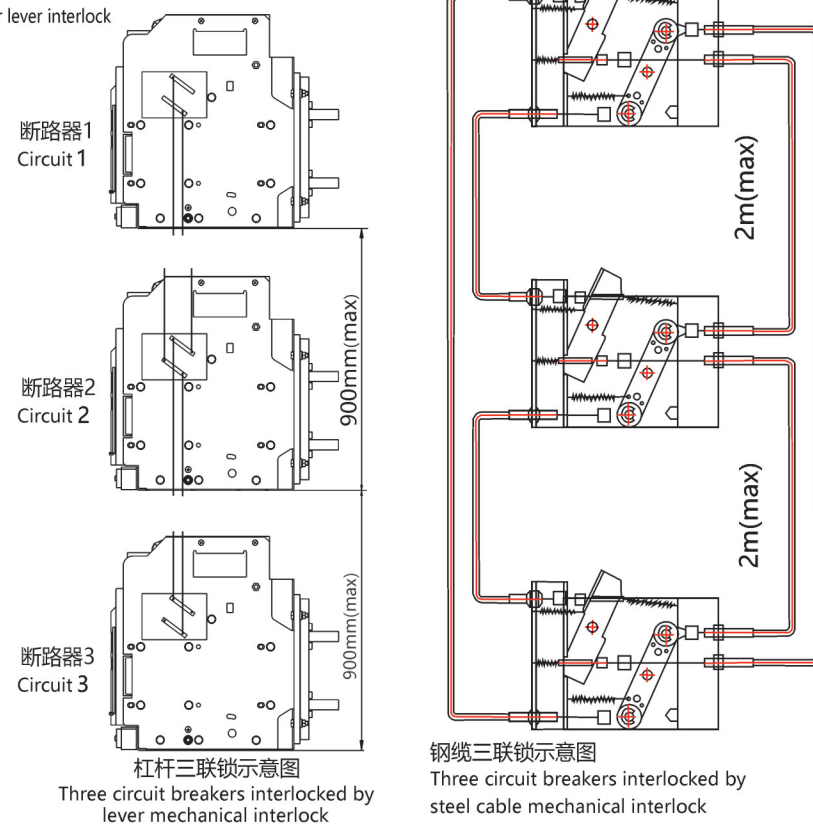 r lever interlock
断路器1
Circuit 1
2m(max)
900mm(max)
断路器2
Circuit 2
2m(max)
900mm(max)
断路器3
Circuit 3
杠杆三联锁示意图
Three circuit breakers interlocked by
lever mechanical interlock
钢缆三联锁示意图
Three circuit breakers interlocked by
steel cable mechanical interlock